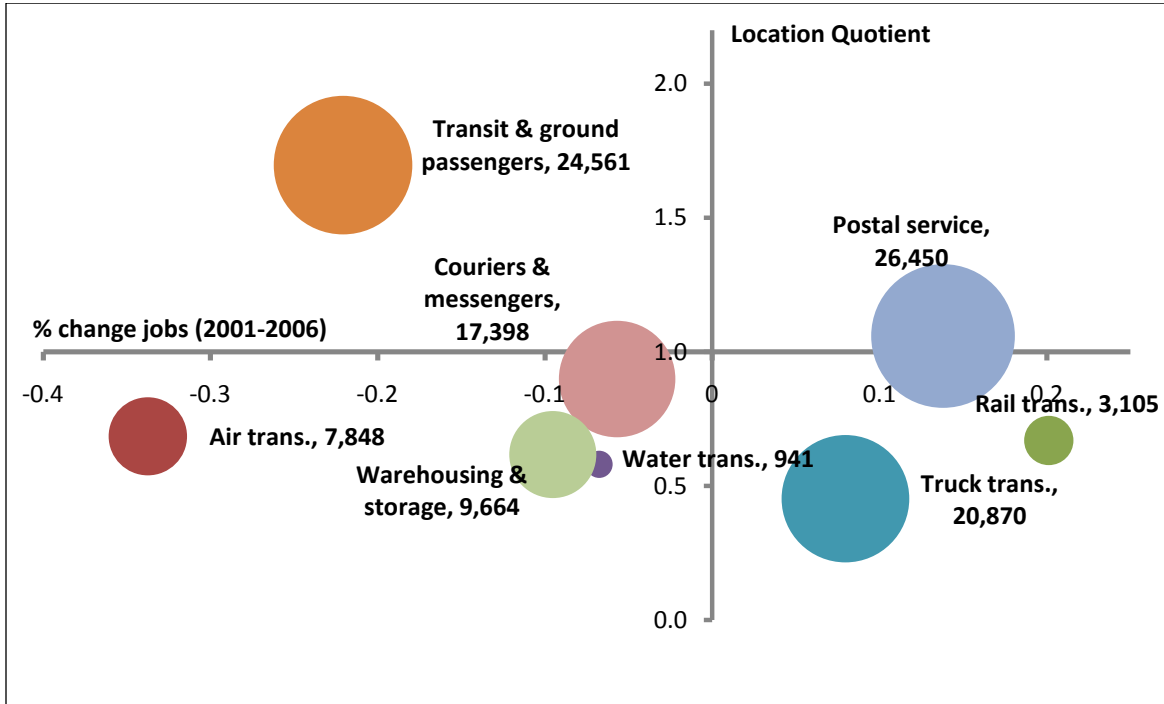 Location Quotient
2.0
Transit & ground
passengers, 24,561
1.5
Postal service,
26,450
Couriers &
messengers,
17,398
% change jobs (2001-2006)
1.0
-0.4
-0.3
-0.2
-0.1
0
0.1
0.2
Rail trans., 3,105
Air trans., 7,848
Water trans., 941
Warehousing &
storage, 9,664
0.5
Truck trans.,
20,870
0.0